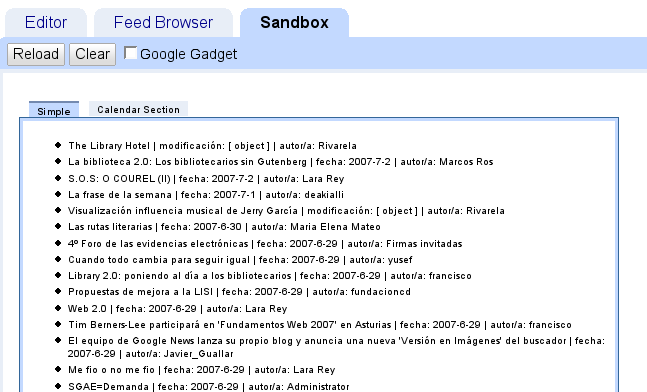 Editor Feed Browser Sandbox
Reload Clear Google Gadget
Simple Calendar Section
The Library Hotel | modificación: [ object ] | autor/a: Rivarela
La biblioteca 2.0: Los bibliotecarios sin Gutenberg | fecha: 2007-7-2 | autor/a: Marcos Ros
S.O.S: O COUREL (II) | fecha: 2007-7-2 | autor/a: Lara Rey
La frase de la semana | fecha: 2007-7-1 | autor/a: deakialli
Visualización influencia musical de Jerry García | modificación: [ object ] | autor/a: Rivarela
Las rutas literarias | fecha: 2007-6-30 | autor/a: Maria Elena Mateo
4º Foro de las evidencias electrónicas | fecha: 2007-6-29 | autor/a: Firmas invitadas
Cuando todo cambia para seguir igual | fecha: 2007-6-29 | autor/a: yusef
Library 2.0: poniendo al día a los bibliotecarios | fecha: 2007-6-29 | autor/a: francisco
Propuestas de mejora a la LISI | fecha: 2007-6-29 | autor/a: fundacioncd
Web 2.0 | fecha: 2007-6-29 | autor/a: Lara Rey
Tim Berners-Lee participará en 'Fundamentos Web 2007' en Asturias | fecha: 2007-6-29 | autor/a: francisco
El equipo de Google News lanza su propio blog y anuncia una nueva 'Versión en Imágenes' del buscador | fecha:
2007-6-29 | autor/a: Javier_Guallar
Me fio o no me fio | fecha: 2007-6-29 | autor/a: Lara Rey
SGAE=Demanda | fecha: 2007-6-29 | autor/a: Administrator